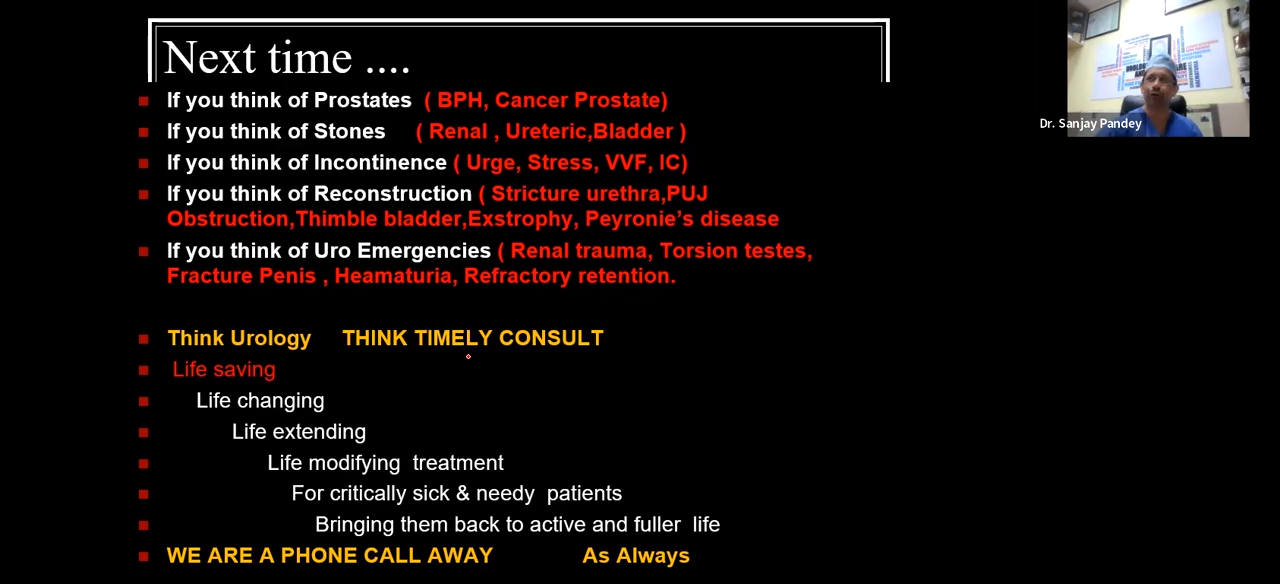 Next time ....
If you think of Prostates ( BPH, Cancer Prostate)
If you think of Stones ( Renal , Ureteric,Bladder )
If you think of Incontinence ( Urge, Stress, VVF, IC)
If you think of Reconstruction ( Stricture urethra,PUJ
Obstruction,Thimble bladder,Exstrophy, Peyronie’s disease
If you think of Uro Emergencies ( Renal trauma, Torsion testes,
Fracture Penis , Heamaturia, Refractory retention.
Think Urology THINK TIMELY CONSULT
Life saving
Life changing
Life extending
Life modifying treatment
For critically sick & needy patients
Bringing them back to active and fuller life
WE ARE A PHONE CALL AWAY As Always
Dr. Sanjay Pandey